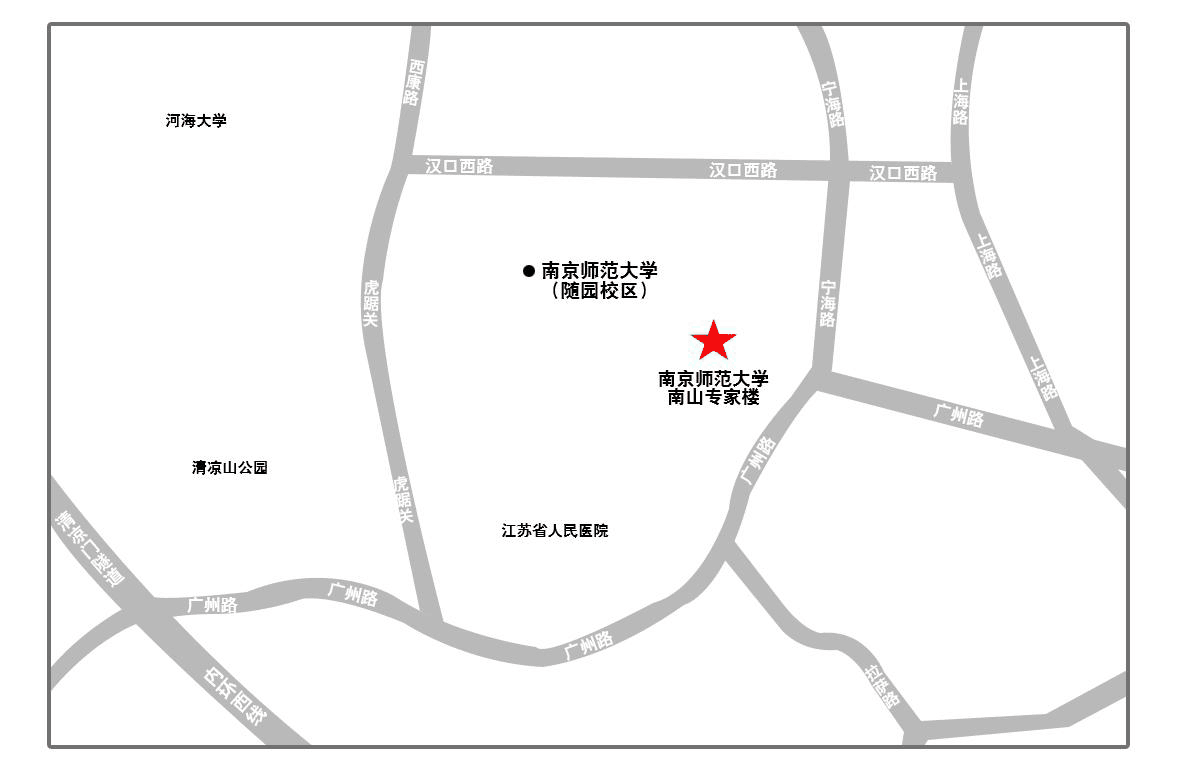 西康路
宁海路
上海路
河海大学
汉口西路
汉口西路
汉口西路
上海路
南京师范大学
（随园校区）
虎踞关
宁海路
南京师范大学
南山专家楼
上海路
广州路
广州路
清凉山公园
虎踞关
清凉门隧道
江苏省人民医院
广州路
广州路
广州路
内环西线
拉萨路